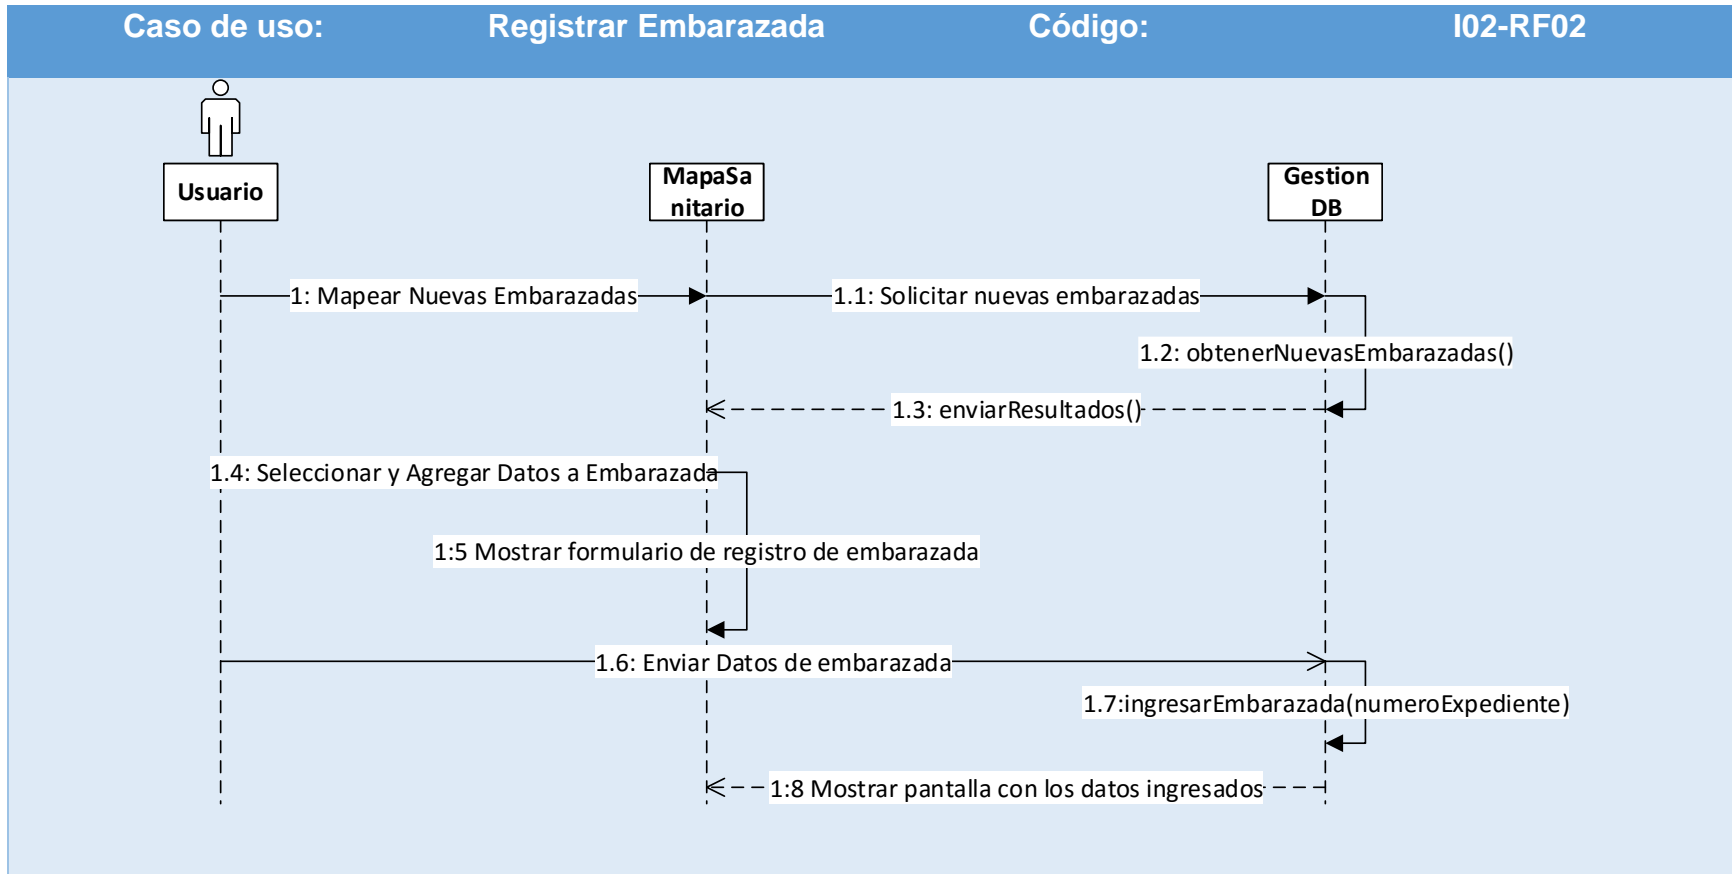 Caso de uso: Registrar Embarazada Código: I02-RF02
Usuario
MapaSa
nitario
Gestion
DB
1: Mapear Nuevas Embarazadas
1.1: Solicitar nuevas embarazadas
1.2: obtenerNuevasEmbarazadas()
1.3: enviarResultados()
1.4: Seleccionar y Agregar Datos a Embarazada
1:5 Mostrar formulario de registro de embarazada
1.6: Enviar Datos de embarazada
1.7:ingresarEmbarazada(numeroExpediente)
1:8 Mostrar pantalla con los datos ingresados